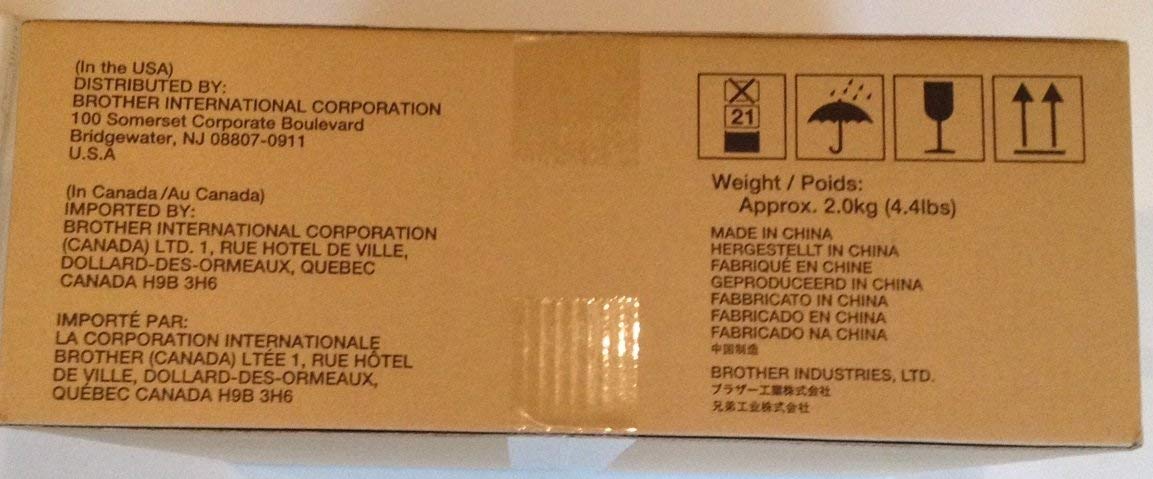 (In the USA)
DISTRIBUTED BY:
BROTHER INTERNATIONAL CORPORATION
100 Somerset Corporate Boulevard
Bridgewater, NJ 08807-0911
U.S.A
(In Canada/Au Canada)
IMPORTED BY:
BROTHER INTERNATIONAL CORPORATION
(CANADA) LTD. 1, RUE HOTEL DE VILLE,
DOLLARD-DES-ORMEAUX, QUEBEC
CANADA H9B 3H6
IMPORTÉ PAR:
LA CORPORATION INTERNATIONALE
BROTHER (CANADA) LTÉE 1, RUE HÔTEL
DE VILLE, DOLLARD-DES-ORMEAUX,
QUÉBEC CANADA H9B 3H6
21
Weight / Poids:
Approx. 2.0kg (4.4lbs)
MADE IN CHINA
HERGESTELLT IN CHINA
FABRIQUÉ EN CHINE
GEPRODUCEERD IN CHINA
FABBRICATO IN CHINA
FABRICADO EN CHINA
FABRICADO NA CHINA
中国制造
BROTHER INDUSTRIES, LTD.
ブラザー工業株式会社
兄弟工业株式会社